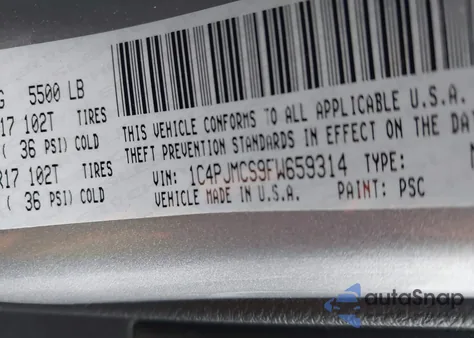 G 5500 LB
17 102T TIRES
( 36 PSI) COLD
R17 102T TIRES
( 36 PSI) COLD
THIS VEHICLE CONFORMS TO ALL APPLICABLE U.S.A.
THEFT PREVENTION STANDARDS IN EFFECT ON THE DA
VIN: 1C4PJMCS9FW659314 TYPE:
VEHICLE MADE IN U.S.A. PAINT: PSC
autoSnap